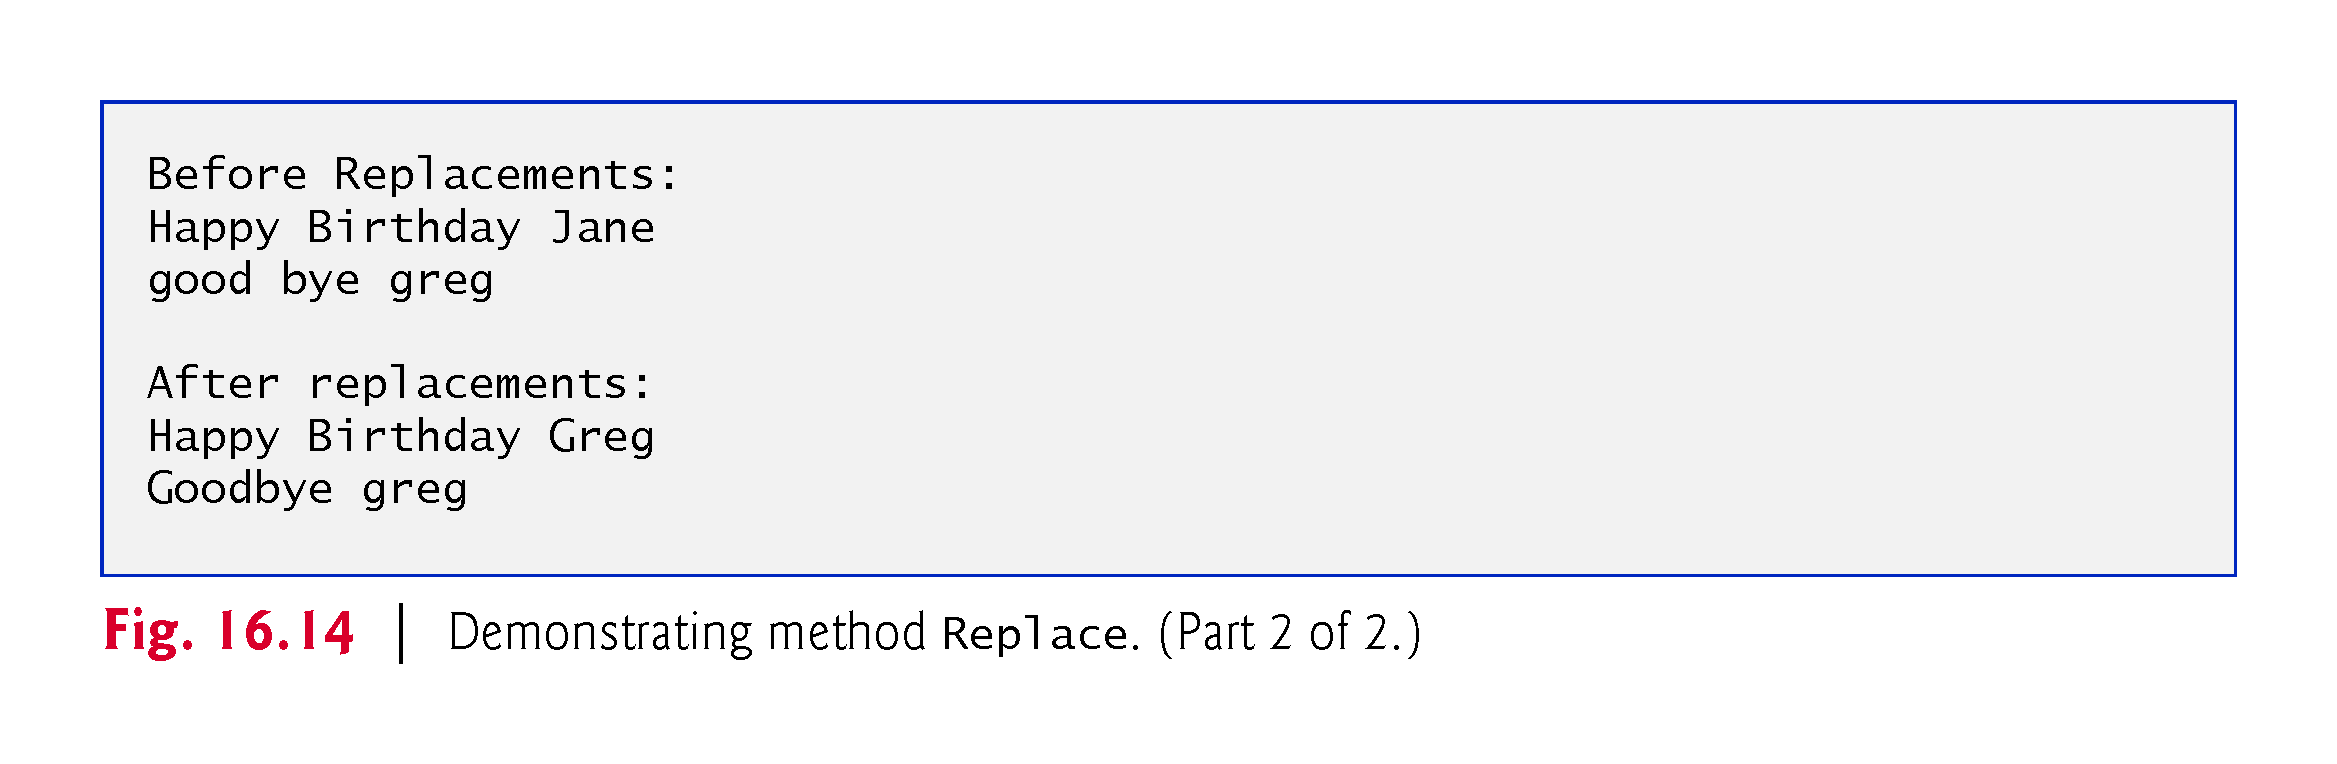 Before Replacements:
Happy Birthday Jane
good bye greg
After replacements:
Happy Birthday Greg
Goodbye greg
Fig. 16.14 | Demonstrating method Replace. (Part 2 of 2.)